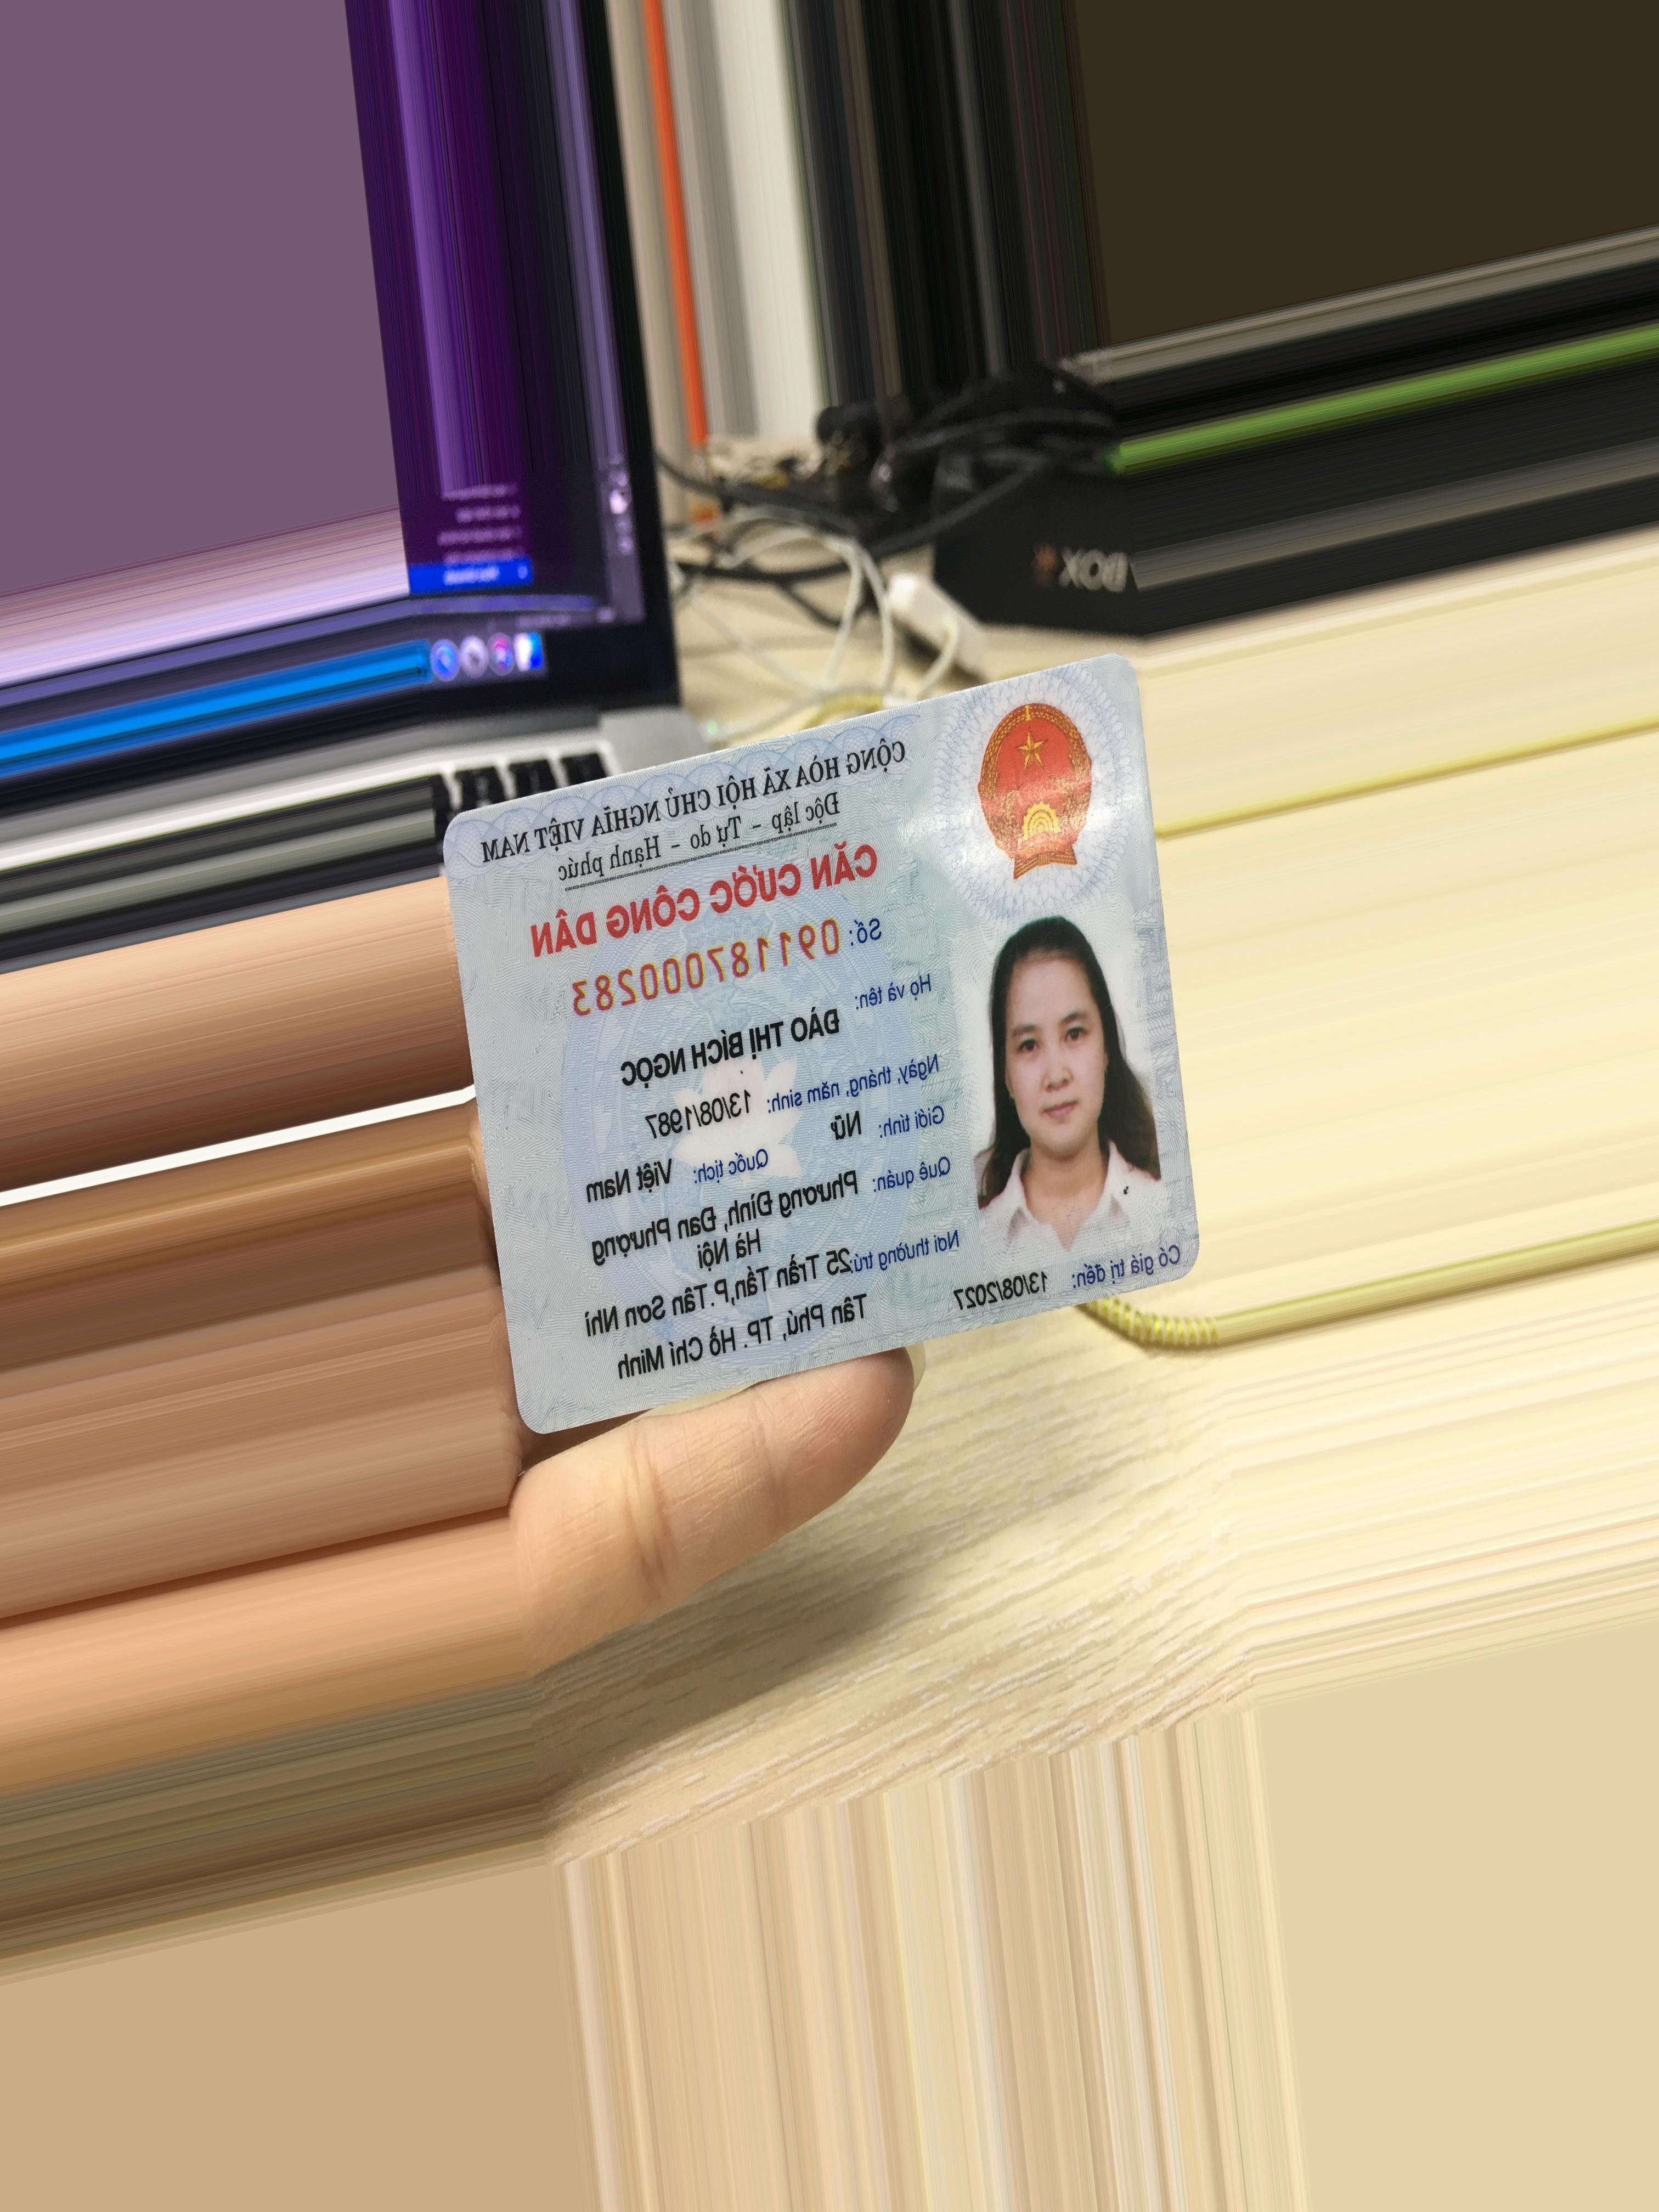 BOX
CỘNG HÒA XÃ HỘI CHỦ NGHĨA VIỆT NAM
Độc lập - Tự do - Hạnh phúc
CĂN CƯỚC CÔNG DÂN
Số: 091187000283
Họ và tên:
ĐÀO THỊ BÍCH NGỌC
Ngày, tháng, năm sinh: 13/08/1987
Giới tính: Nữ Quốc tịch: Việt Nam
Quê quán: Phương Đình, Đan Phượng
Hà Nội
Nơi thường trú: 25 Trần Tấn, P. Tân Sơn Nhì
Tân Phú, TP. Hồ Chí Minh
Có giá trị đến: 13/08/2027